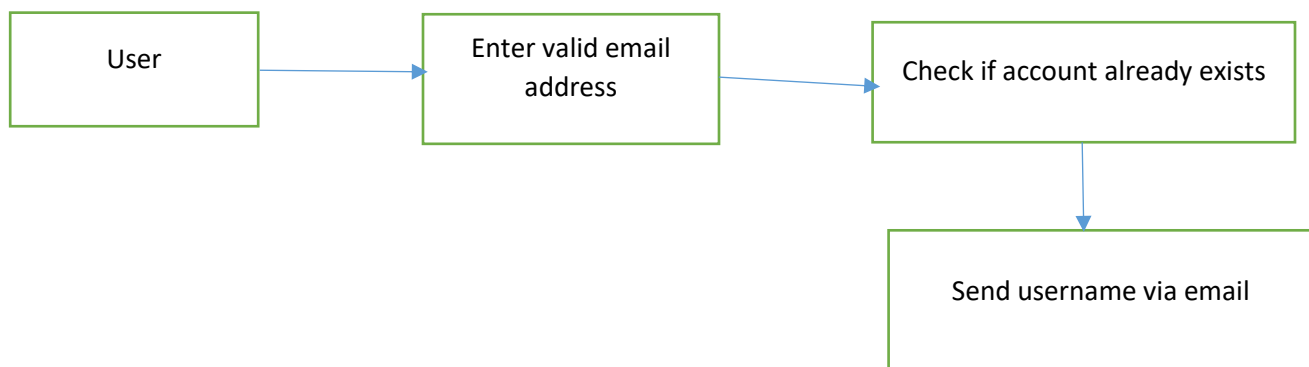 User
Enter valid email
address
Check if account already exists
Send username via email